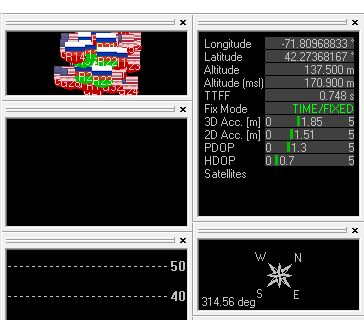 Longitude -71.80968833 °
Latitude 42.27368167 °
Altitude 137.500 m
Altitude (msl) 170.900 m
TTFF 0.748 s
Fix Mode TIME/FIXED
3D Acc. [m] 0 1.85 5
2D Acc. [m] 0 1.51 5
PDOP 0 1.3 5
HDOP 0 0.7 5
Satellites
50
40
W N
S E
314.56 deg